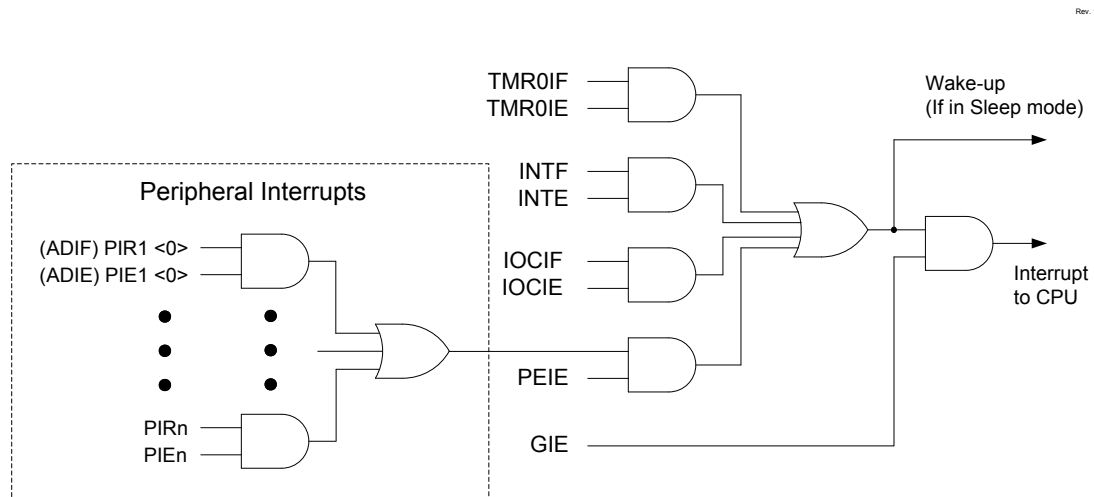 Rev.
TMR0IF
TMR0IE
Wake-up
(If in Sleep mode)
INTF
INTE
Peripheral Interrupts
(ADIF) PIR1 <0>
(ADIE) PIE1 <0>
IOCIF
IOCIE
Interrupt
to CPU
PEIE
PIRn
PIEn
GIE